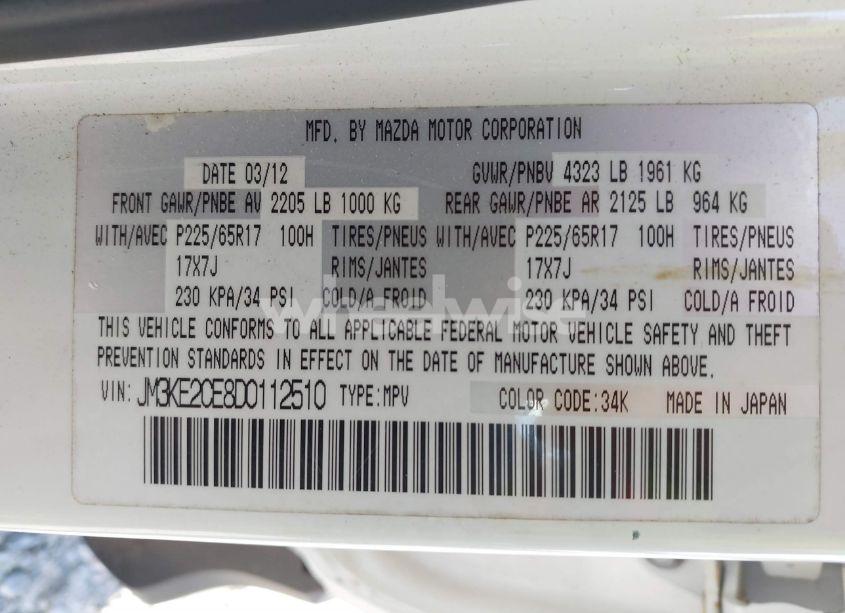 MFD. BY MAZDA MOTOR CORPORATION
DATE 03/12 GVWR/PNBV 4323 LB 1961 KG
FRONT GAWR/PNBE AV 2205 LB 1000 KG REAR GAWR/PNBE AR 2125 LB 964 KG
WITH/AVEC P225/65R17 100H TIRES/PNEUS WITH/AVEC P225/65R17 100H TIRES/PNEUS
17X7J RIMS/JANTES 17X7J RIMS/JANTES
230 KPA/34 PSI COLD/A FROID 230 KPA/34 PSI COLD/A FROID
wheelwise
THIS VEHICLE CONFORMS TO ALL APPLICABLE FEDERAL MOTOR VEHICLE SAFETY AND THEFT
PREVENTION STANDARDS IN EFFECT ON THE DATE OF MANUFACTURE SHOWN ABOVE.
VIN: JM3KE2CE8D0112510 TYPE:MPV COLOR CODE:34K MADE IN JAPAN